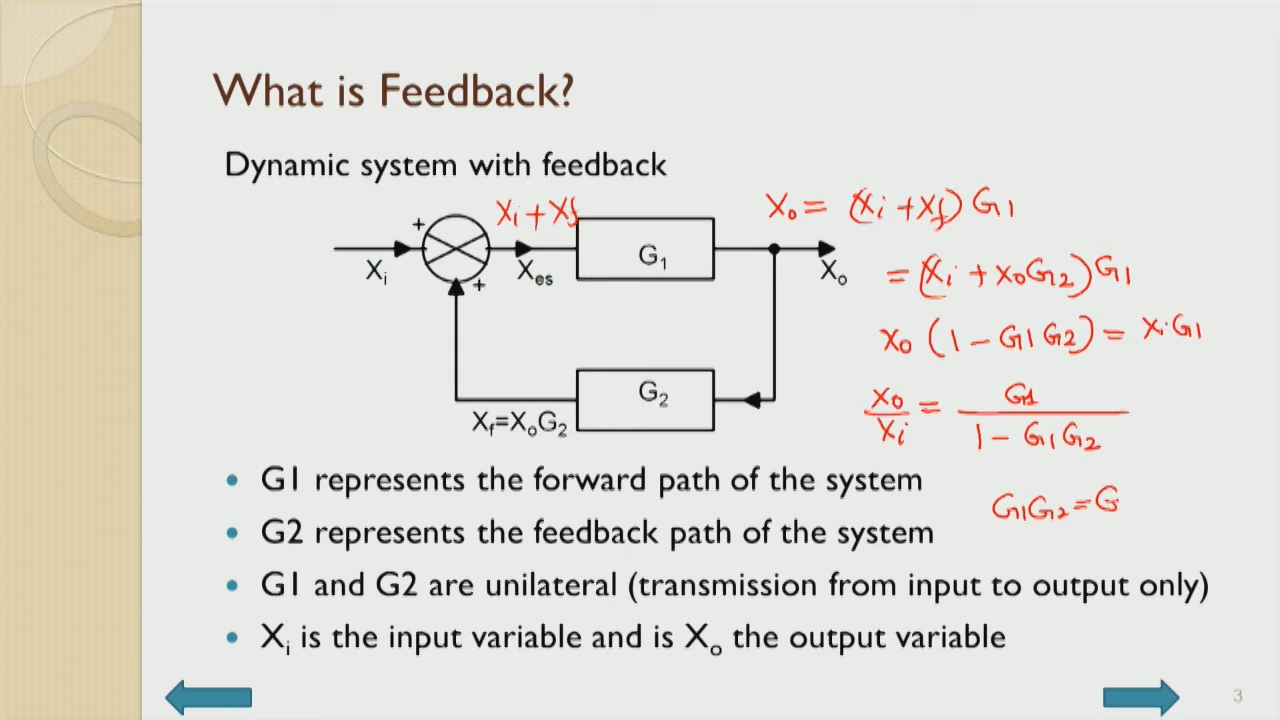 What is Feedback?
Dynamic system with feedback
Xi + Xf
Xo = (Xi + Xf) G1
+
G1
Xi
Xes
Xo
+
= (Xi + XoG2) G1
Xo (1 - G1G2) = Xi G1
G2
Xf=XoG2
Xo/Xi = G1/(1 - G1G2)
• G1 represents the forward path of the system
G1G2 = G
• G2 represents the feedback path of the system
• G1 and G2 are unilateral (transmission from input to output only)
• Xi is the input variable and is Xo the output variable
3